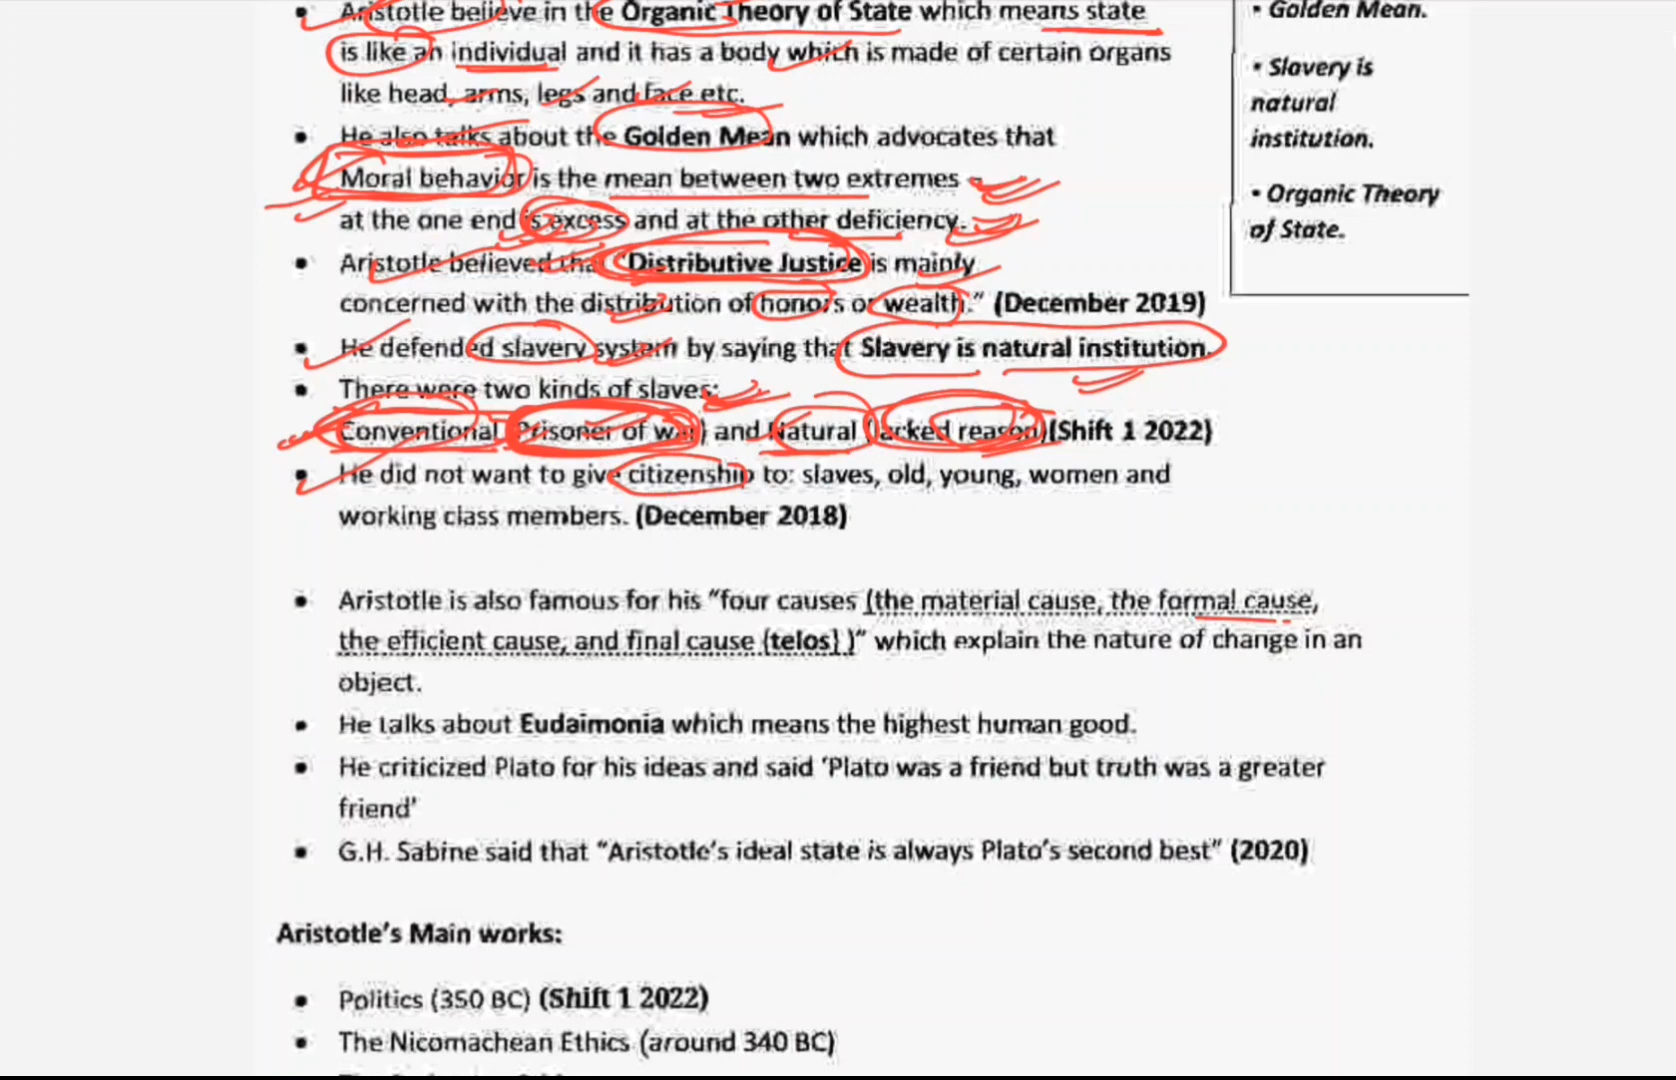 Aristotle believe in the Organic Theory of State which means state
is like an individual and it has a body which is made of certain organs
like head, arms, legs and face etc.
• He also talks about the Golden Mean which advocates that
Moral behavior is the mean between two extremes
at the one end is excess and at the other deficiency.
• Aristotle believed that "Distributive Justice is mainly
concerned with the distribution of honors or wealth." (December 2019)
• He defended slavery system by saying that Slavery is natural institution.
• There were two kinds of slaves:
Conventional (Prisoner of war) and Natural (lacked reason)(Shift 1 2022)
• He did not want to give citizenship to: slaves, old, young, women and
working class members. (December 2018)
• Aristotle is also famous for his "four causes (the material cause, the formal cause,
the efficient cause, and final cause {telos} )" which explain the nature of change in an
object.
• He talks about Eudaimonia which means the highest human good.
• He criticized Plato for his ideas and said 'Plato was a friend but truth was a greater
friend'
• G.H. Sabine said that "Aristotle's ideal state is always Plato's second best" (2020)
Aristotle's Main works:
• Politics (350 BC) (Shift 1 2022)
• The Nicomachean Ethics (around 340 BC)
• Golden Mean.
• Slavery is
natural
institution.
• Organic Theory
of State.